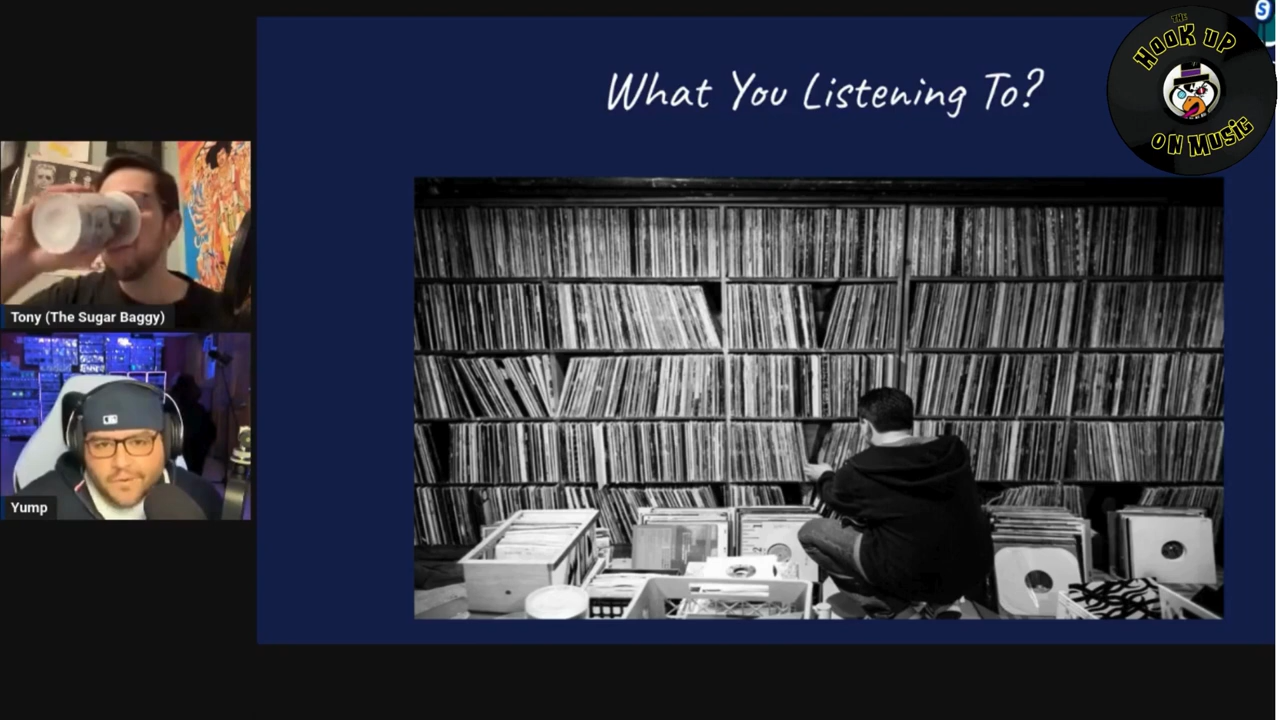 S
What You Listening To?
THE
HOOK UP
ON MUSIC
Tony (The Sugar Baggy)
Yump